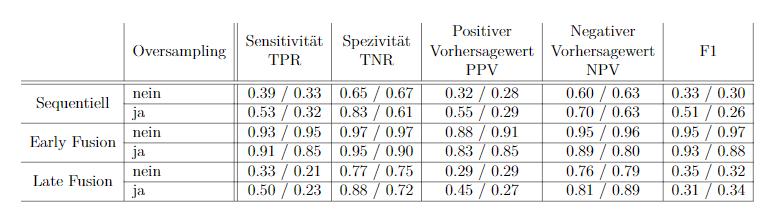 Oversampling Sensitivität TPR Spezivität TNR Positiver Vorhersagewert PPV Negativer Vorhersagewert NPV F1
Sequentiell nein 0.39 / 0.33 0.65 / 0.67 0.32 / 0.28 0.60 / 0.63 0.33 / 0.30
ja 0.53 / 0.32 0.83 / 0.61 0.55 / 0.29 0.70 / 0.63 0.51 / 0.26
Early Fusion nein 0.93 / 0.95 0.97 / 0.97 0.88 / 0.91 0.95 / 0.96 0.95 / 0.97
ja 0.91 / 0.85 0.95 / 0.90 0.83 / 0.85 0.89 / 0.80 0.93 / 0.88
Late Fusion nein 0.33 / 0.21 0.77 / 0.75 0.29 / 0.29 0.76 / 0.79 0.35 / 0.32
ja 0.50 / 0.23 0.88 / 0.72 0.45 / 0.27 0.81 / 0.89 0.31 / 0.34